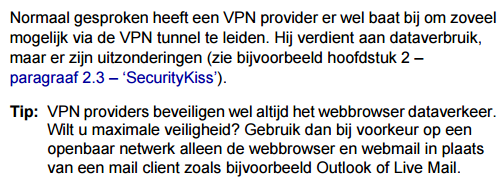 Normaal gesproken heeft een VPN provider er wel baat bij om zoveel
mogelijk via de VPN tunnel te leiden. Hij verdient aan dataverbruik,
maar er zijn uitzonderingen (zie bijvoorbeeld hoofdstuk 2 –
paragraaf 2.3 – ‘SecurityKiss’).
Tip: VPN providers beveiligen wel altijd het webbrowser dataverkeer.
Wilt u maximale veiligheid? Gebruik dan bij voorkeur op een
openbaar netwerk alleen de webbrowser en webmail in plaats
van een mail client zoals bijvoorbeeld Outlook of Live Mail.